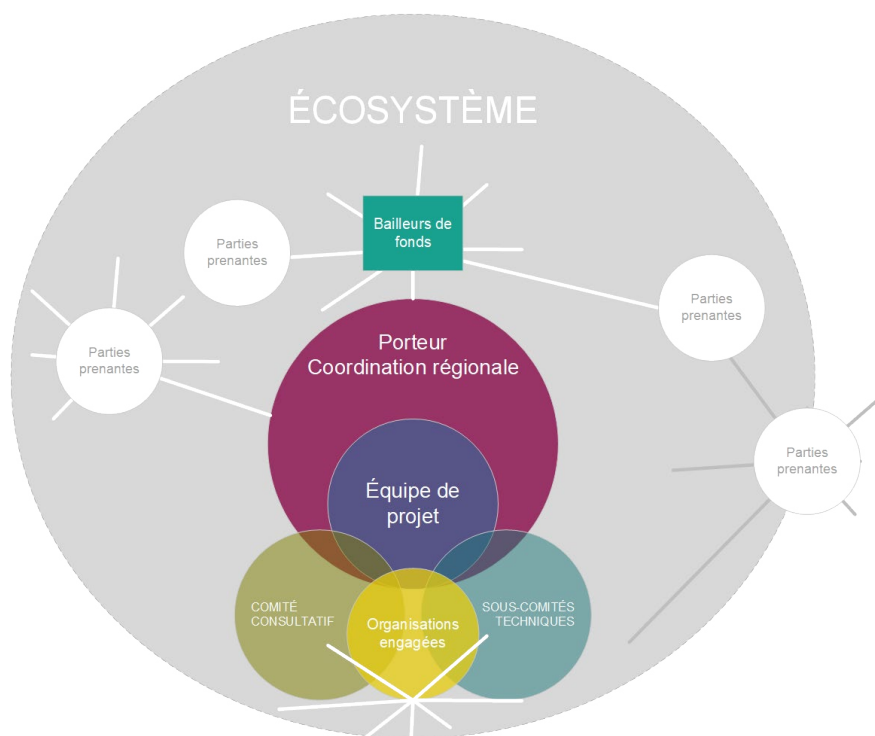 ÉCOSYSTÈME
Bailleurs de
fonds
Parties
prenantes
Parties
prenantes
Parties
prenantes
Porteur
Coordination régionale
Parties
prenantes
Équipe de
projet
COMITÉ
CONSULTATIF
Organisations
engagées
SOUS-COMITÉS
TECHNIQUES